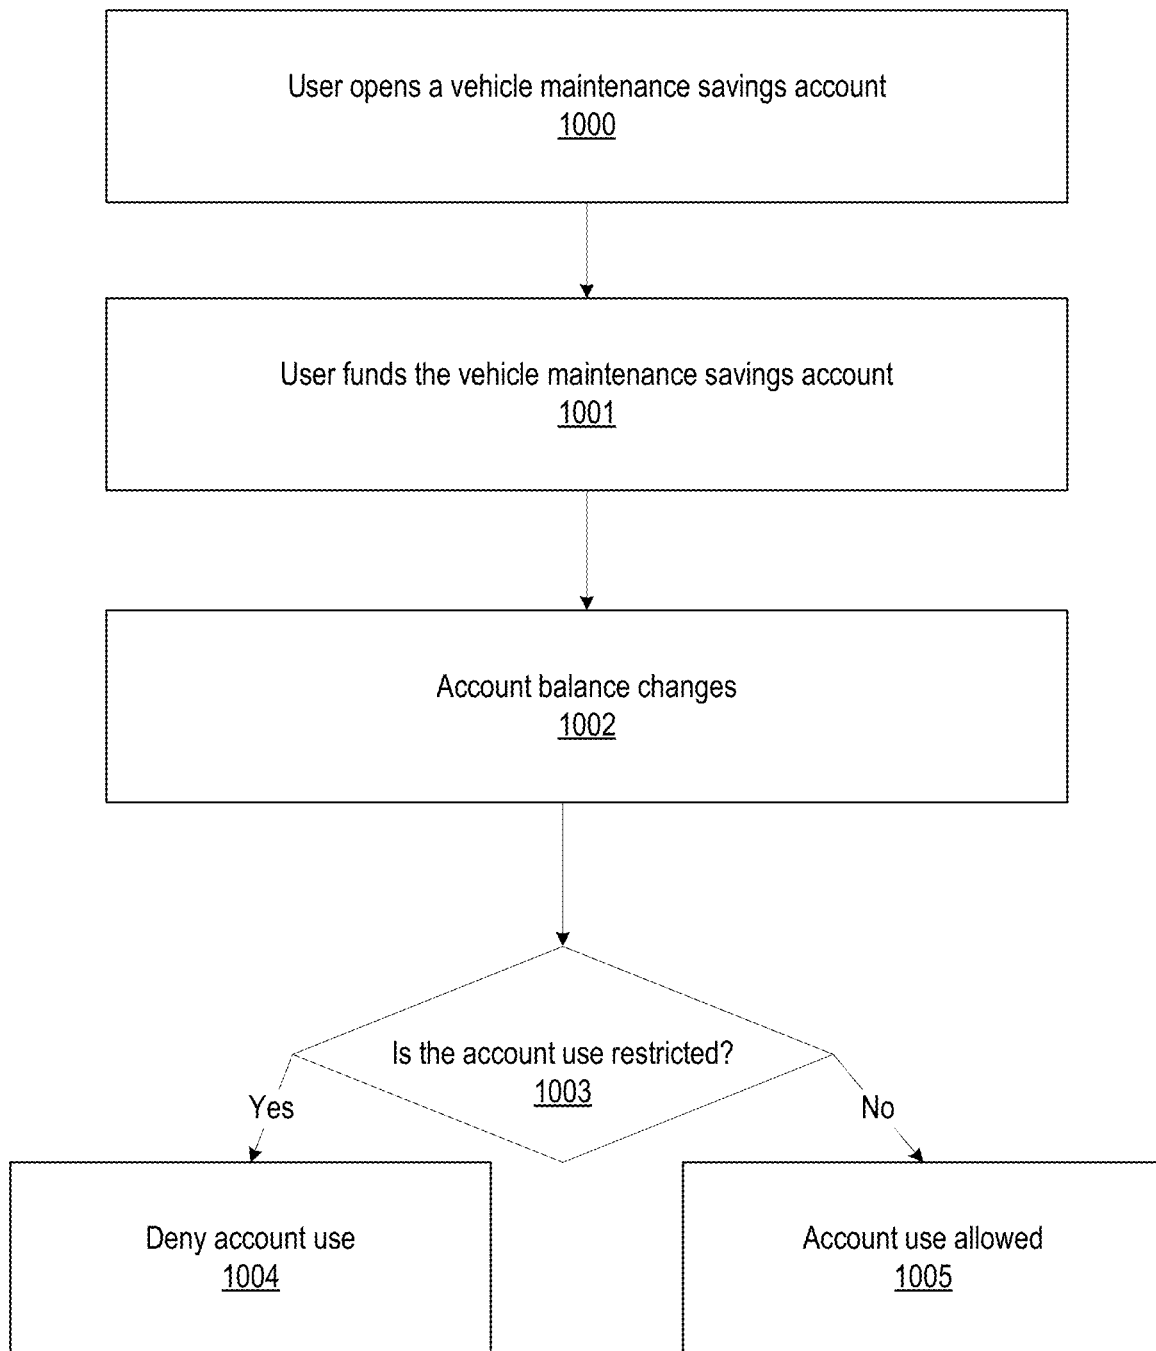 User opens a vehicle maintenance savings account
1000
User funds the vehicle maintenance savings account
1001
Account balance changes
1002
Is the account use restricted?
1003
Yes
No
Deny account use
1004
Account use allowed
1005